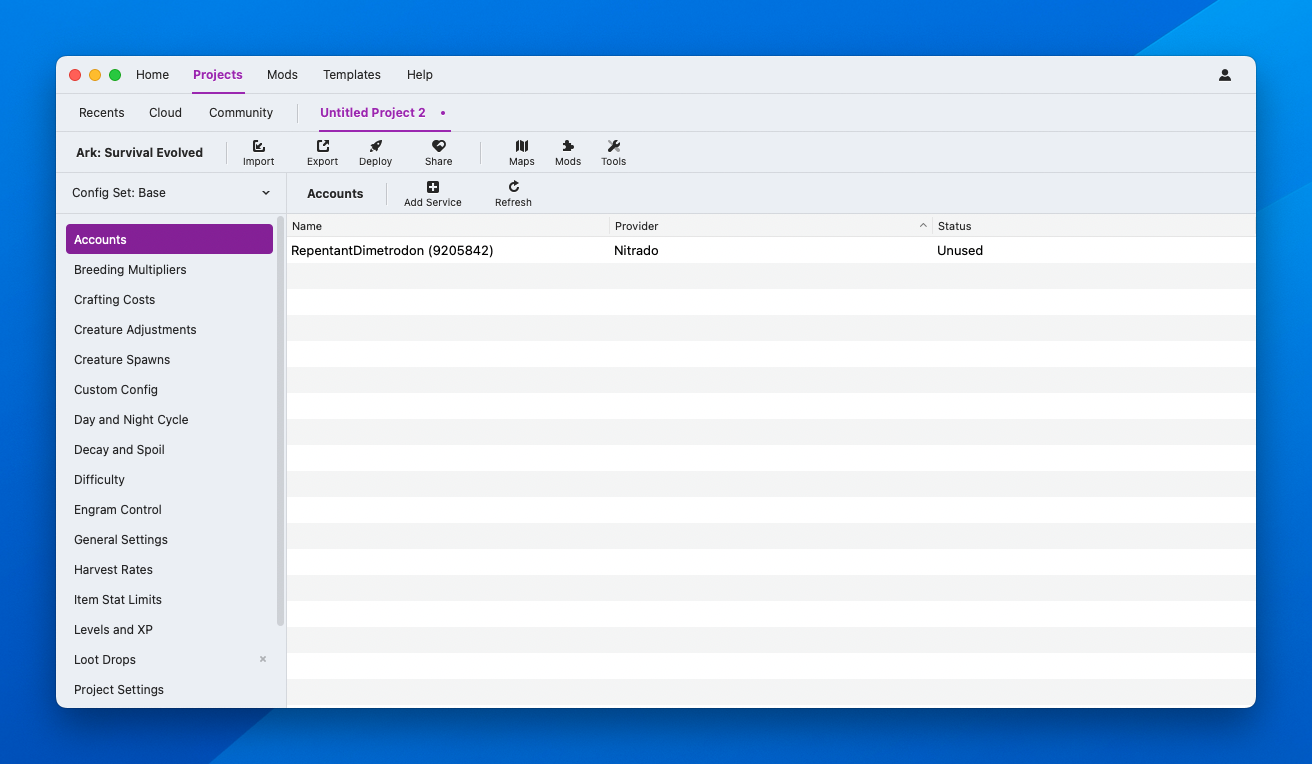 Home Projects Mods Templates Help
Recents Cloud Community Untitled Project 2 •
Ark: Survival Evolved Import Export Deploy Share Maps Mods Tools
Config Set: Base
Accounts Add Service Refresh
Name Provider Status
RepentantDimetrodon (9205842) Nitrado Unused
Accounts
Breeding Multipliers
Crafting Costs
Creature Adjustments
Creature Spawns
Custom Config
Day and Night Cycle
Decay and Spoil
Difficulty
Engram Control
General Settings
Harvest Rates
Item Stat Limits
Levels and XP
Loot Drops
Project Settings